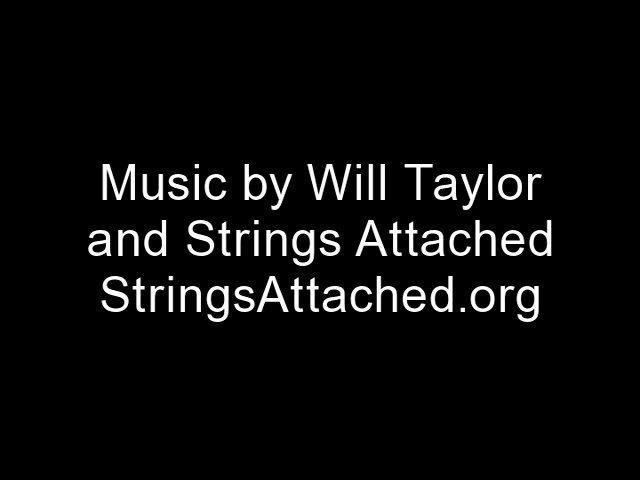 Music by Will Taylor
and Strings Attached
StringsAttached.org